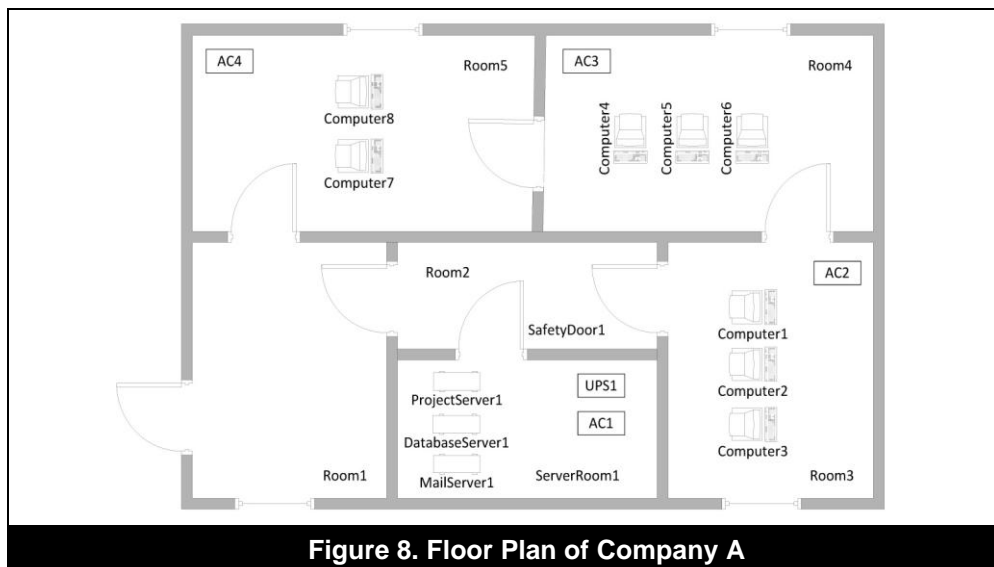 AC4
Room5
Computer8
Computer7
AC3
Room4
Computer4
Computer5
Computer6
Room2
SafetyDoor1
AC2
Computer1
Computer2
Computer3
Room3
ProjectServer1
DatabaseServer1
MailServer1
UPS1
AC1
ServerRoom1
Room1
Figure 8. Floor Plan of Company A